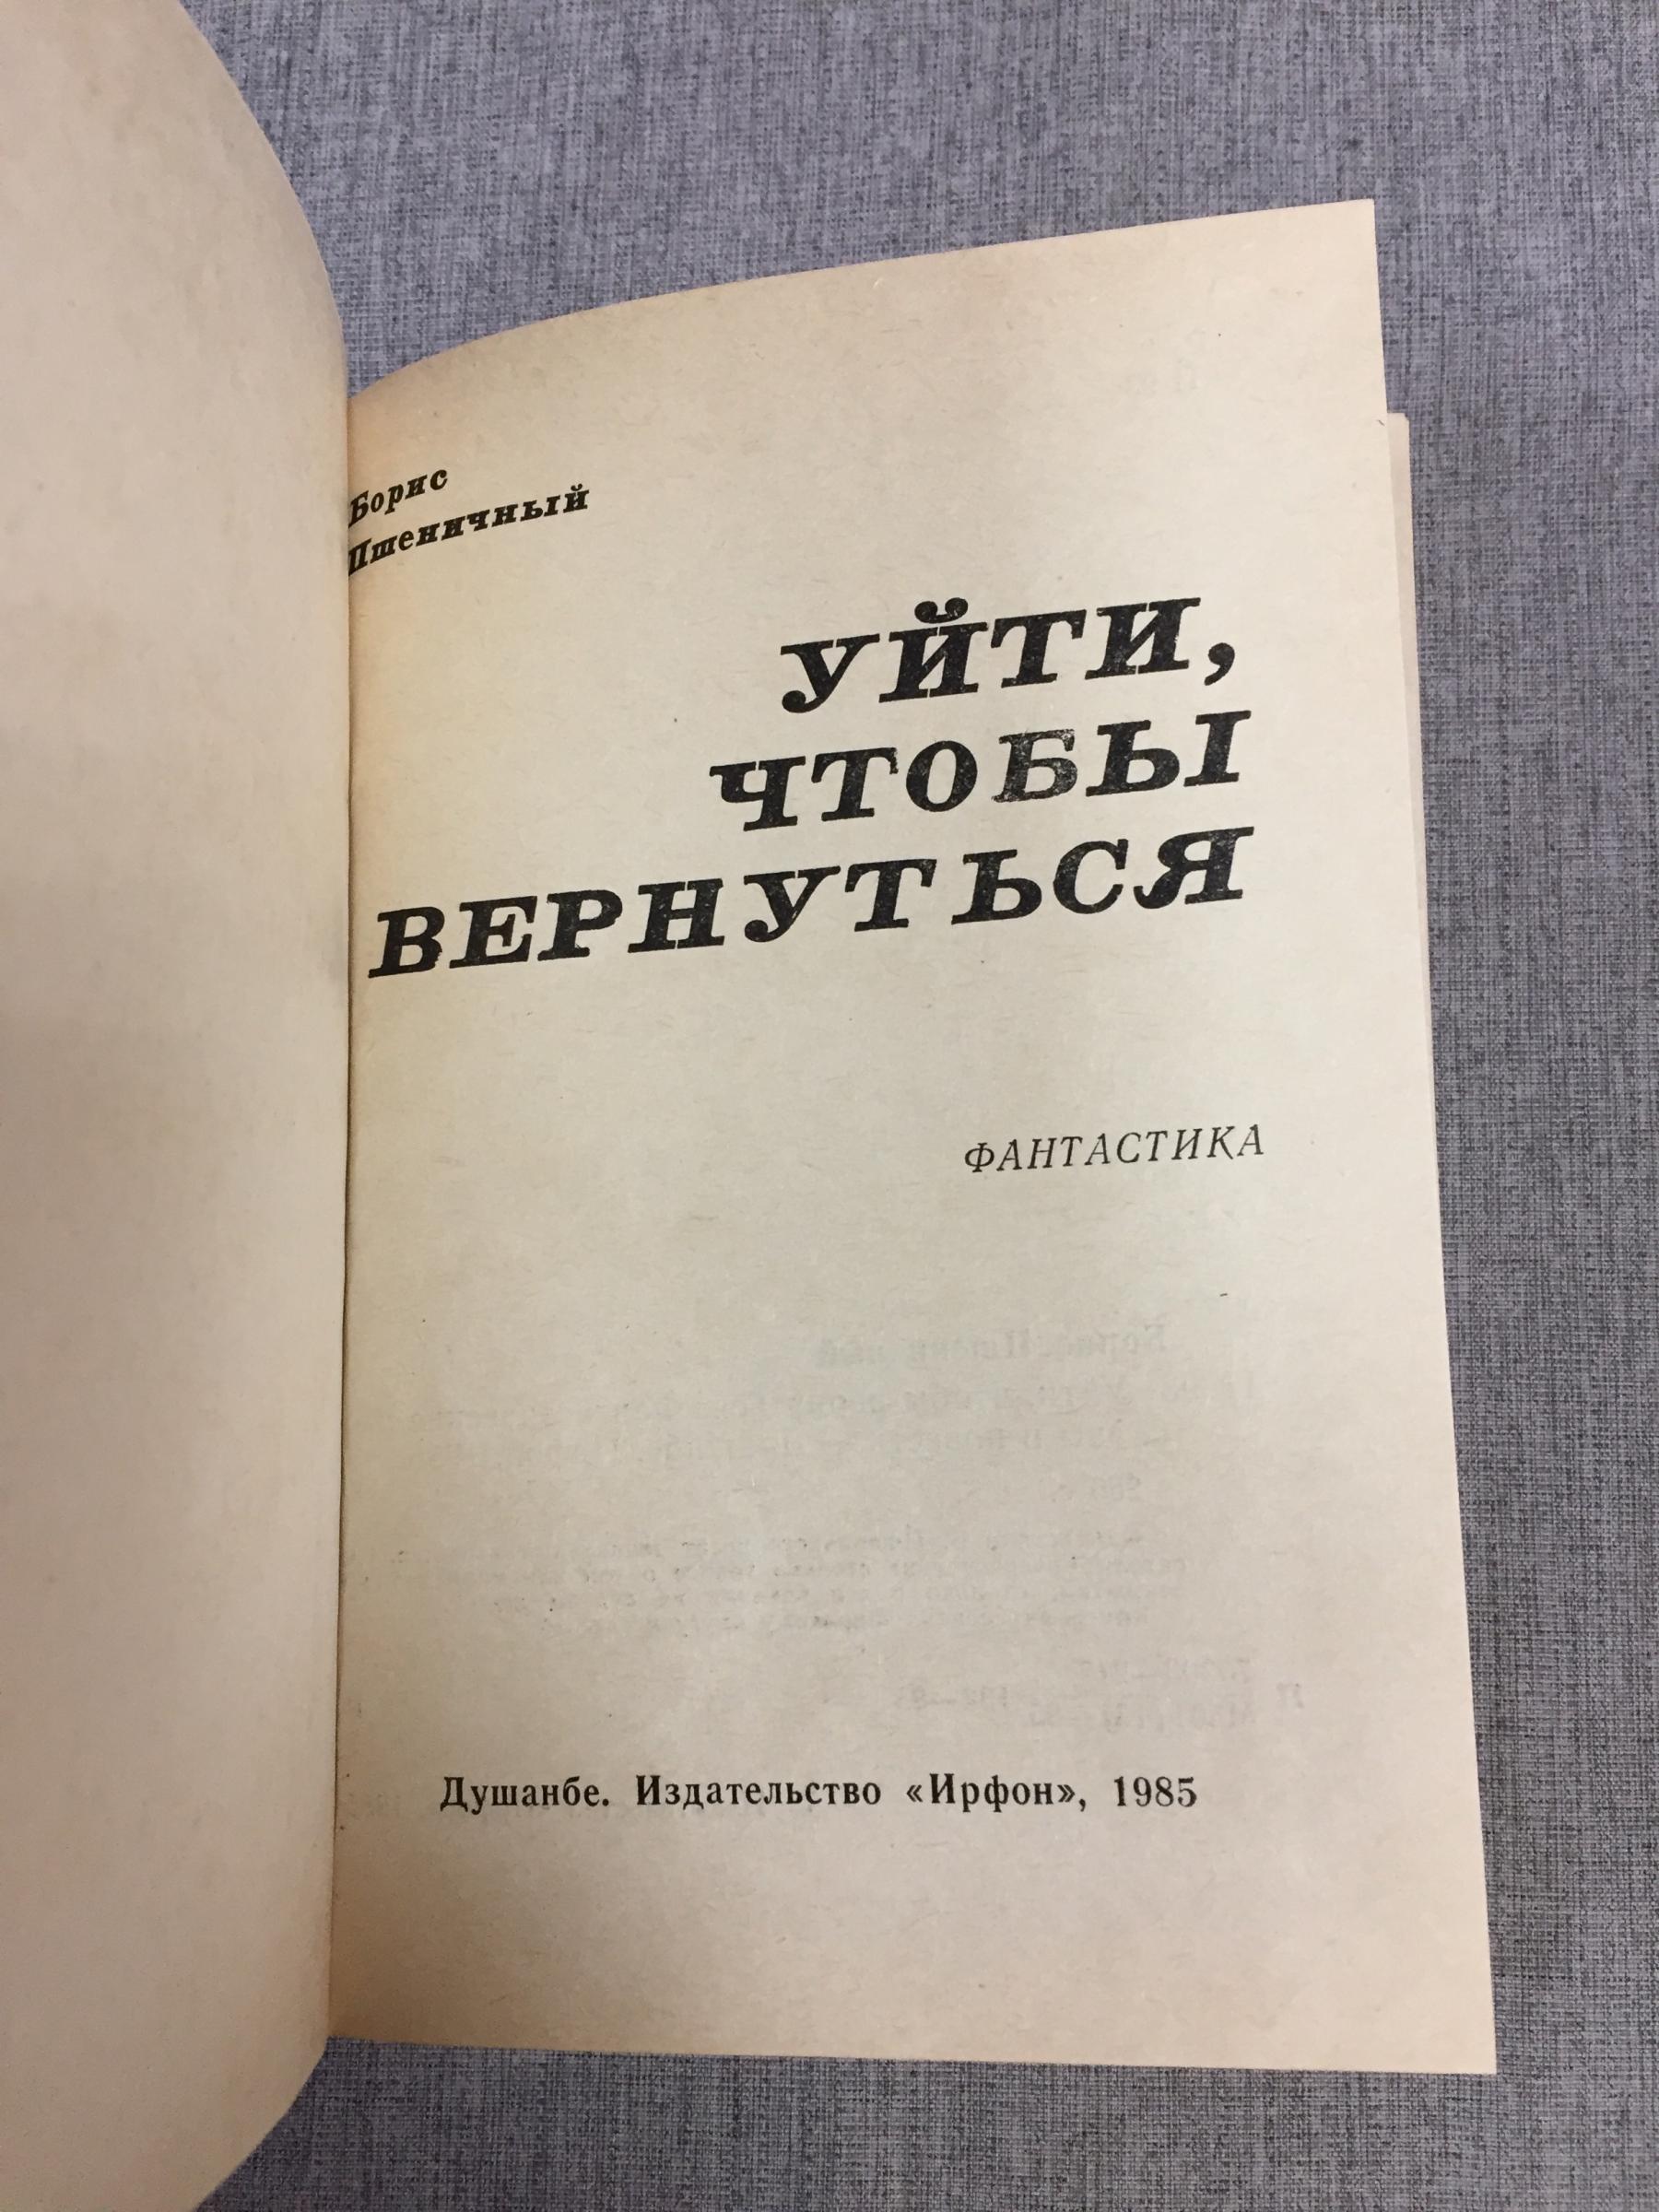 Борис
Пшеничный
УЙТИ,
ЧТОБЫ
ВЕРНУТЬСЯ
ФАНТАСТИКА
Душанбе. Издательство «Ирфон», 1985